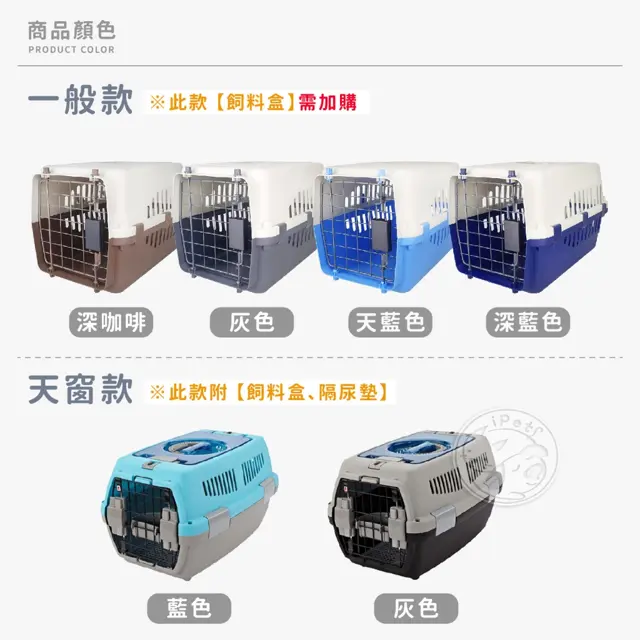 商品顏色
PRODUCT COLOR
一般款 ※此款【飼料盒】需加購
深咖啡 灰色 天藍色 深藍色
天窗款 ※此款附【飼料盒、隔尿墊】
iPet
藍色 灰色